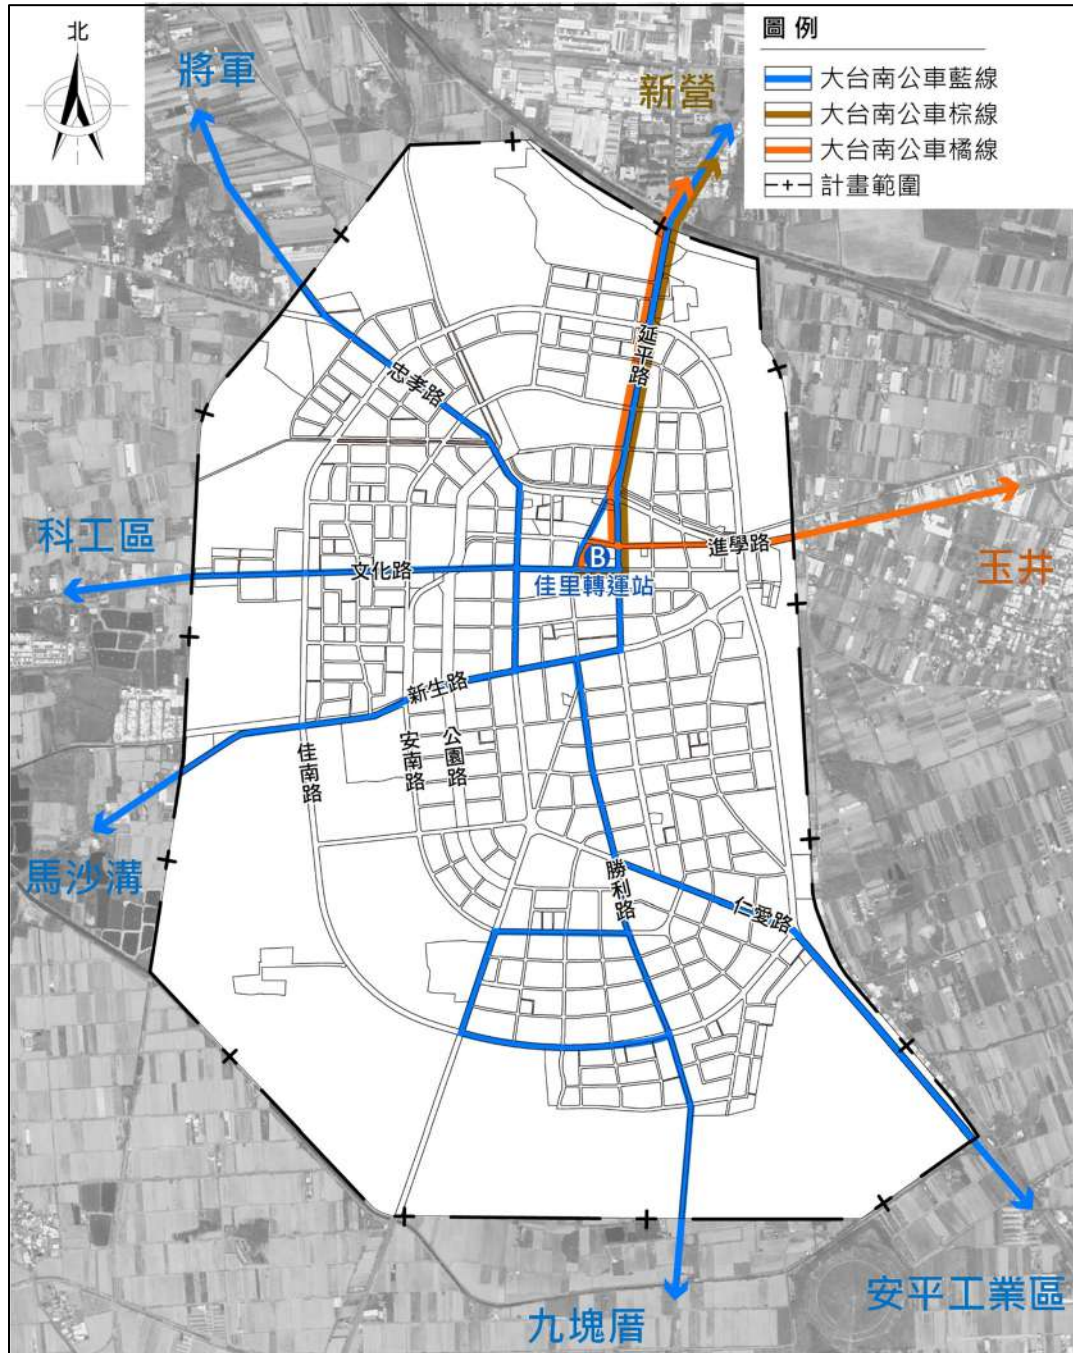 北
圖例
大台南公車藍線
大台南公車棕線
大台南公車橘線
計畫範圍
將軍
新營
延平路
忠孝路
科工區
文化路
進學路
玉井
B
佳里轉運站
新生路
佳南路
安南路
公園路
馬沙溝
勝利路
仁愛路
安平工業區
九塊厝